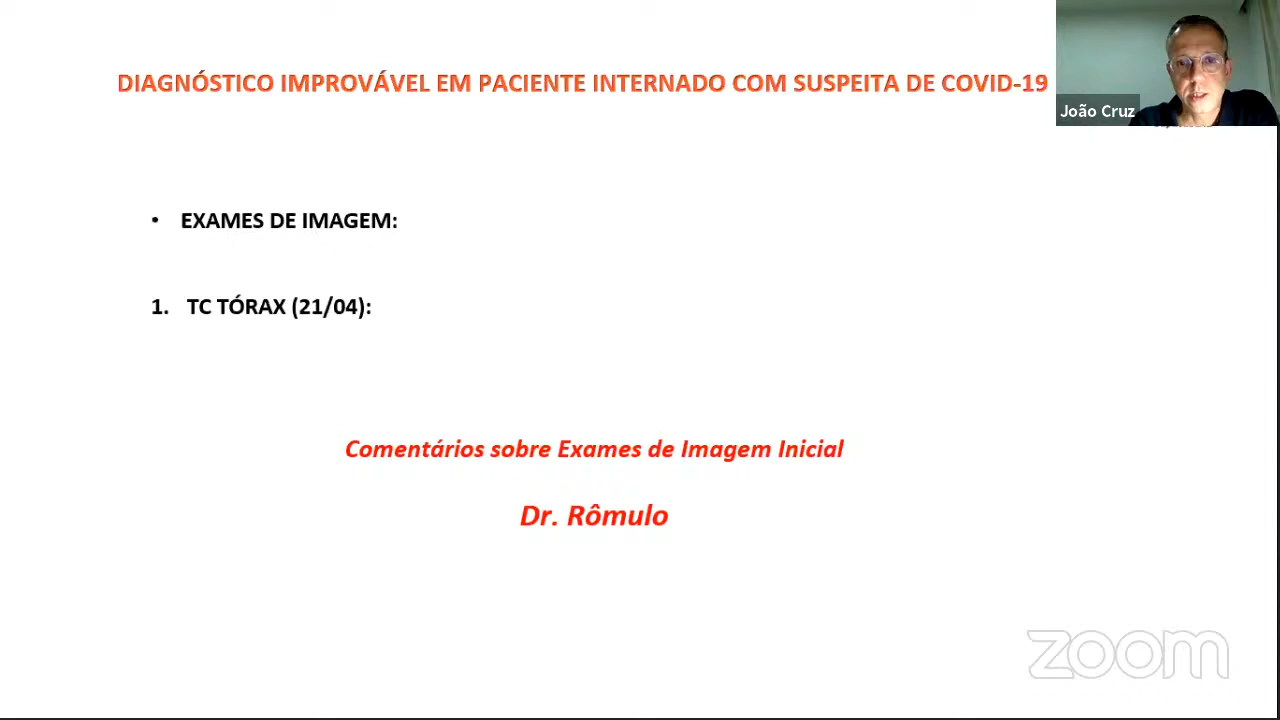 DIAGNÓSTICO IMPROVÁVEL EM PACIENTE INTERNADO COM SUSPEITA DE COVID-19
João Cruz
• EXAMES DE IMAGEM:
1. TC TÓRAX (21/04):
Comentários sobre Exames de Imagem Inicial
Dr. Rômulo
zoom